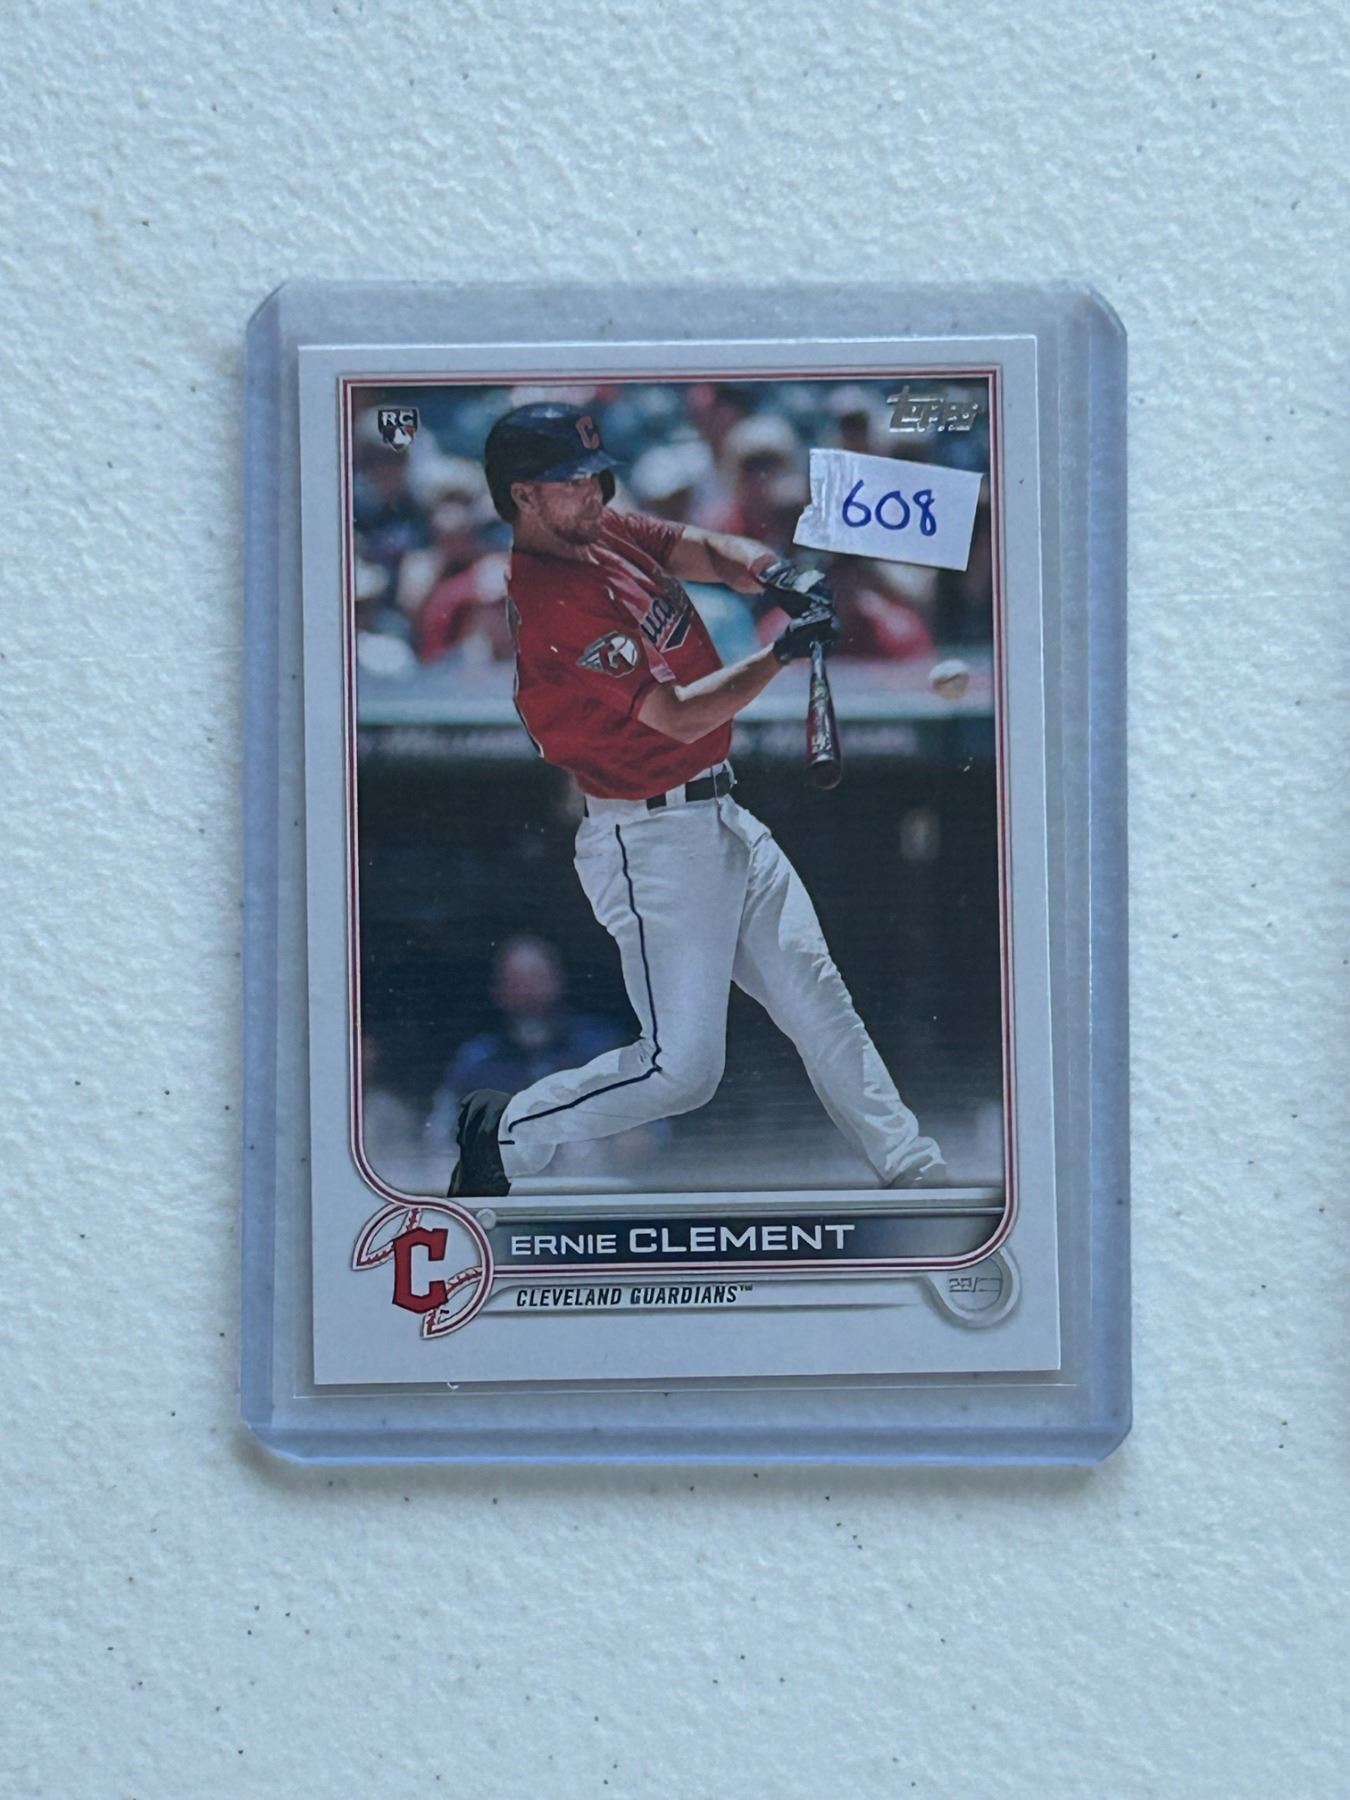 RC
Topps
C
608
ERNIE CLEMENT
C
CLEVELAND GUARDIANS™